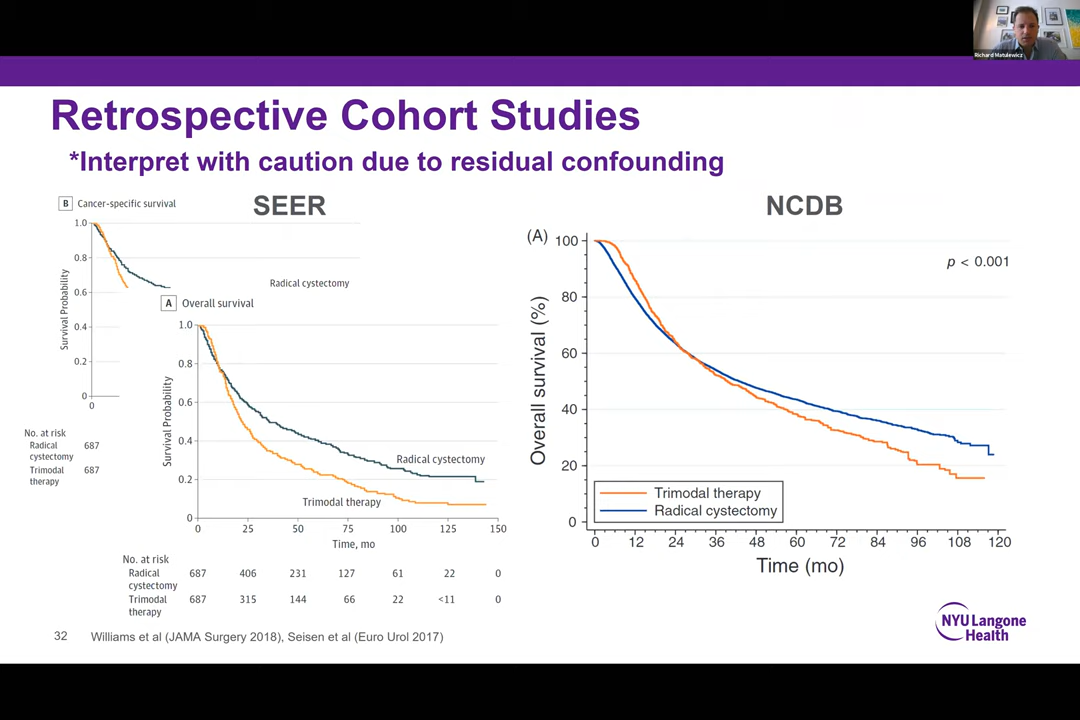 Richard Matulewicz
Retrospective Cohort Studies
*Interpret with caution due to residual confounding
B Cancer-specific survival
SEER
NCDB
1.0
0.8
0.6
0.4
0.2
0
Survival Probability
0
Radical cystectomy
No. at risk
Radical
cystectomy
687
Trimodal
therapy
687
A Overall survival
1.0
0.8
0.6
0.4
0.2
0
Survival Probability
Radical cystectomy
Trimodal therapy
0 25 50 75 100 125 150
Time, mo
No. at risk
Radical
cystectomy
687 406 231 127 61 22 0
Trimodal
therapy
687 315 144 66 22 <11 0
(A)
100
80
60
40
20
0
Overall survival (%)
p < 0.001
Trimodal therapy
Radical cystectomy
0 12 24 36 48 60 72 84 96 108 120
Time (mo)
32 Williams et al (JAMA Surgery 2018), Seisen et al (Euro Urol 2017)
NYU Langone
Health